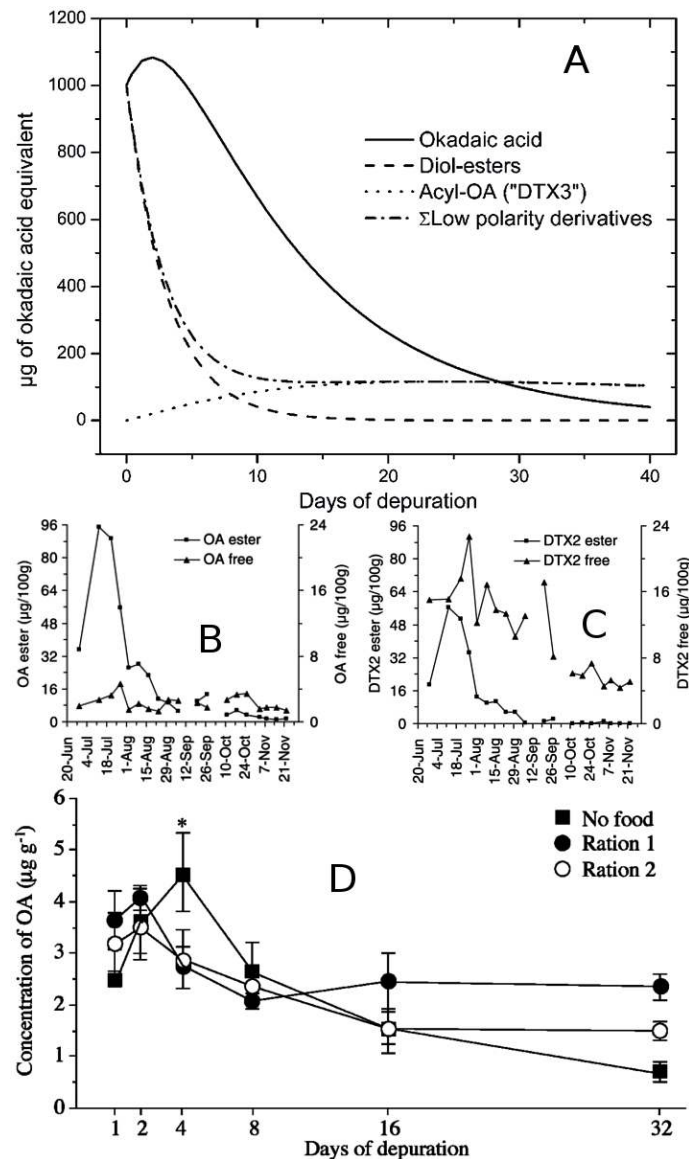 1200
1000
800
600
400
200
0
µg of okadaic acid equivalent
A
Okadaic acid
Diol-esters
Acyl-OA ("DTX3")
ΣLow polarity derivatives
0 10 20 30 40
Days of depuration
96
80
64
48
32
16
0
OA ester (µg/100g)
OA ester
OA free
B
24
20
16
12
8
4
0
OA free (µg/100g)
20-Jun 4-Jul 18-Jul 1-Aug 15-Aug 29-Aug 12-Sep 26-Sep 10-Oct 24-Oct 7-Nov 21-Nov
96
80
64
48
32
16
0
DTX2 ester (µg/100g)
DTX2 ester
DTX2 free
C
24
20
16
12
8
4
0
DTX2 free (µg/100g)
20-Jun 4-Jul 18-Jul 1-Aug 15-Aug 29-Aug 12-Sep 26-Sep 10-Oct 24-Oct 7-Nov 21-Nov
6
5
4
3
2
1
0
Concentration of OA (µg g⁻¹)
*
D
No food
Ration 1
Ration 2
1 2 4 8 16 32
Days of depuration